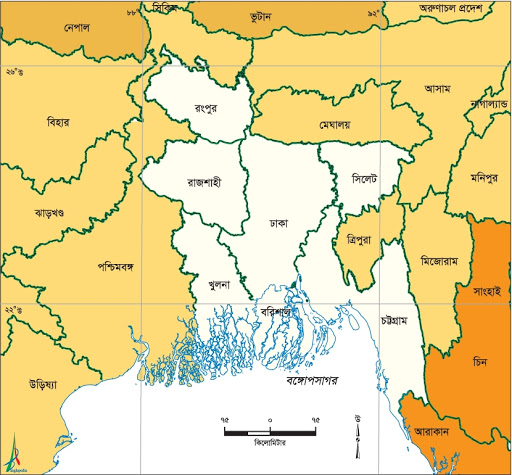 ৮৮°
সিকিম
ভুটান
৯২°
অরুণাচল প্রদেশ
নেপাল
২৬° উ
আসাম
নাগাল্যান্ড
রংপুর
বিহার
মেঘালয়
মনিপুর
রাজশাহী
সিলেট
ঝাড়খণ্ড
ঢাকা
ত্রিপুরা
মিজোরাম
পশ্চিমবঙ্গ
খুলনা
সাংহাই
২২° উ
বরিশাল
চট্টগ্রাম
চিন
উড়িষ্যা
বঙ্গোপসাগর
৭৫ ০ ৭৫
কিলোমিটার
উ
আরাকান